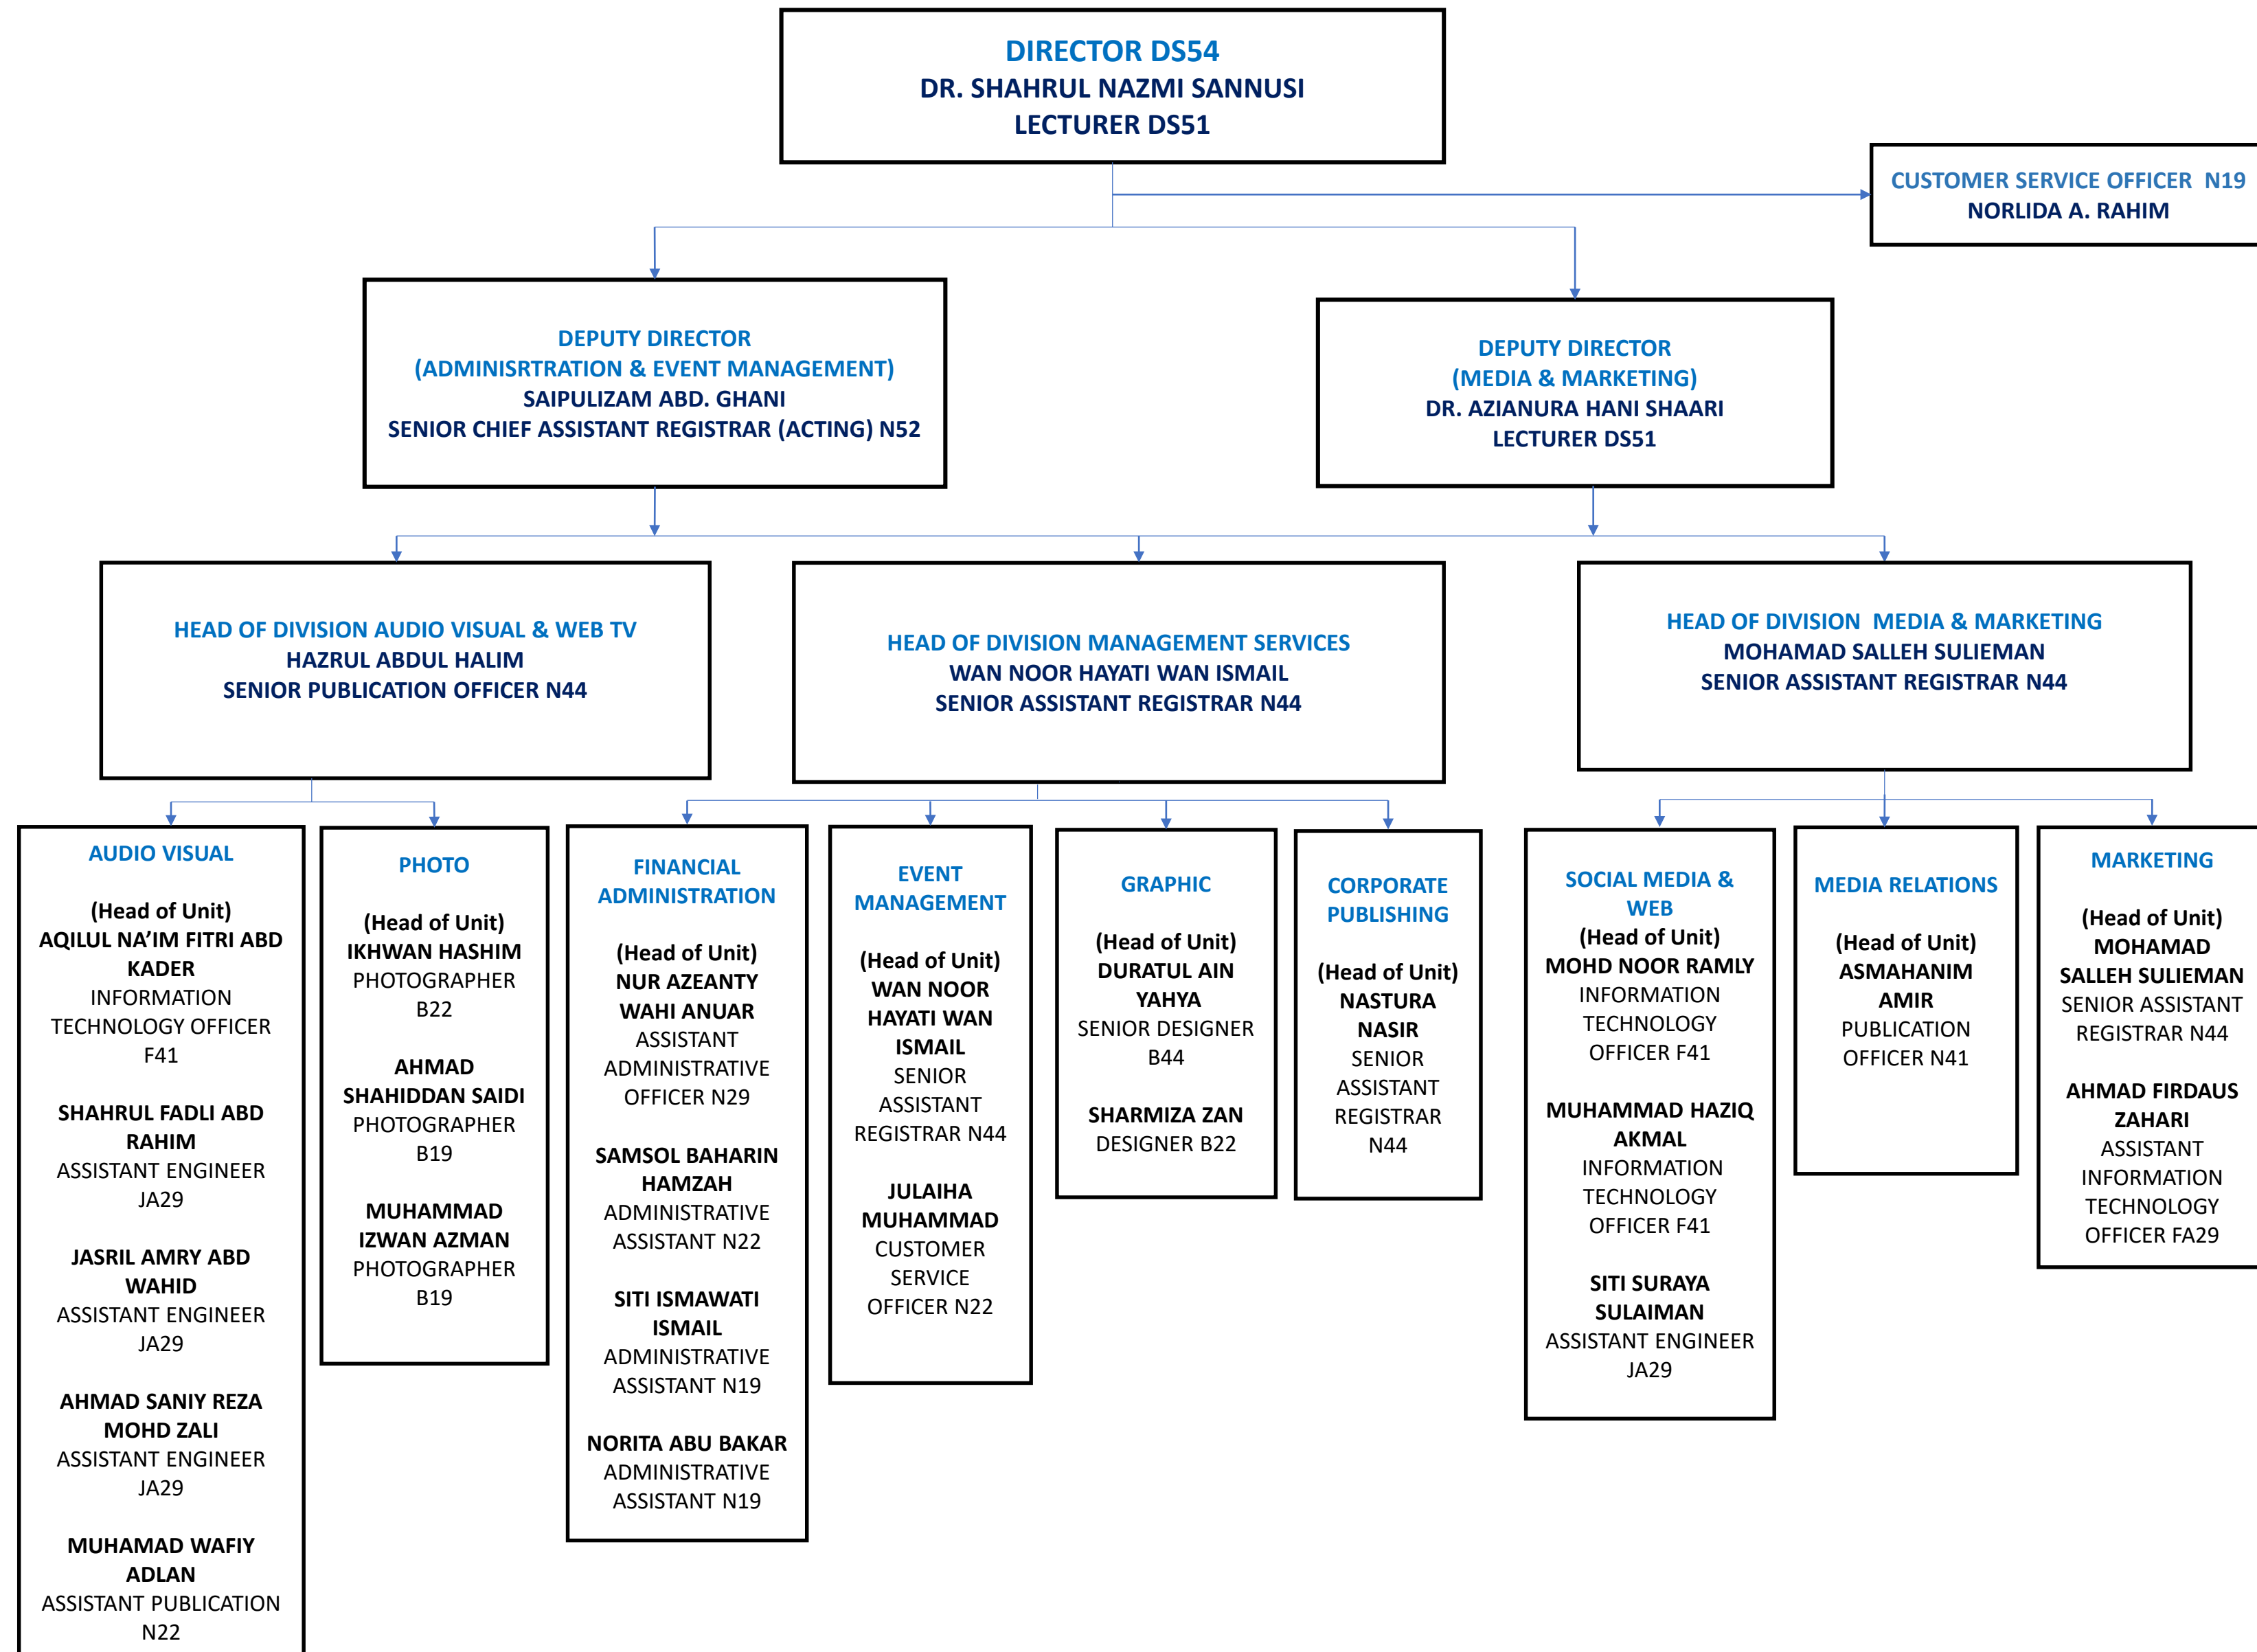 DIRECTOR DS54
DR. SHAHRUL NAZMI SANNUSI
LECTURER DS51
CUSTOMER SERVICE OFFICER N19
NORLIDA A. RAHIM
DEPUTY DIRECTOR
(ADMINISRTRATION & EVENT MANAGEMENT)
SAIPULIZAM ABD. GHANI
SENIOR CHIEF ASSISTANT REGISTRAR (ACTING) N52
DEPUTY DIRECTOR
(MEDIA & MARKETING)
DR. AZIANURA HANI SHAARI
LECTURER DS51
HEAD OF DIVISION AUDIO VISUAL & WEB TV
HAZRUL ABDUL HALIM
SENIOR PUBLICATION OFFICER N44
HEAD OF DIVISION MANAGEMENT SERVICES
WAN NOOR HAYATI WAN ISMAIL
SENIOR ASSISTANT REGISTRAR N44
HEAD OF DIVISION MEDIA & MARKETING
MOHAMAD SALLEH SULIEMAN
SENIOR ASSISTANT REGISTRAR N44
AUDIO VISUAL
(Head of Unit)
AQILUL NA’IM FITRI ABD
KADER
INFORMATION
TECHNOLOGY OFFICER
F41
SHAHRUL FADLI ABD
RAHIM
ASSISTANT ENGINEER
JA29
JASRIL AMRY ABD
WAHID
ASSISTANT ENGINEER
JA29
AHMAD SANIY REZA
MOHD ZALI
ASSISTANT ENGINEER
JA29
MUHAMAD WAFIY
ADLAN
ASSISTANT PUBLICATION
N22
PHOTO
(Head of Unit)
IKHWAN HASHIM
PHOTOGRAPHER
B22
AHMAD
SHAHIDDAN SAIDI
PHOTOGRAPHER
B19
MUHAMMAD
IZWAN AZMAN
PHOTOGRAPHER
B19
FINANCIAL
ADMINISTRATION
(Head of Unit)
NUR AZEANTY
WAHI ANUAR
ASSISTANT
ADMINISTRATIVE
OFFICER N29
SAMSOL BAHARIN
HAMZAH
ADMINISTRATIVE
ASSISTANT N22
SITI ISMAWATI
ISMAIL
ADMINISTRATIVE
ASSISTANT N19
NORITA ABU BAKAR
ADMINISTRATIVE
ASSISTANT N19
EVENT
MANAGEMENT
(Head of Unit)
WAN NOOR
HAYATI WAN
ISMAIL
SENIOR
ASSISTANT
REGISTRAR N44
JULAIHA
MUHAMMAD
CUSTOMER
SERVICE
OFFICER N22
GRAPHIC
(Head of Unit)
DURATUL AIN
YAHYA
SENIOR DESIGNER
B44
SHARMIZA ZAN
DESIGNER B22
CORPORATE
PUBLISHING
(Head of Unit)
NASTURA
NASIR
SENIOR
ASSISTANT
REGISTRAR
N44
SOCIAL MEDIA &
WEB
(Head of Unit)
MOHD NOOR RAMLY
INFORMATION
TECHNOLOGY
OFFICER F41
MUHAMMAD HAZIQ
AKMAL
INFORMATION
TECHNOLOGY
OFFICER F41
SITI SURAYA
SULAIMAN
ASSISTANT ENGINEER
JA29
MEDIA RELATIONS
(Head of Unit)
ASMAHANIM
AMIR
PUBLICATION
OFFICER N41
MARKETING
(Head of Unit)
MOHAMAD
SALLEH SULIEMAN
SENIOR ASSISTANT
REGISTRAR N44
AHMAD FIRDAUS
ZAHARI
ASSISTANT
INFORMATION
TECHNOLOGY
OFFICER FA29